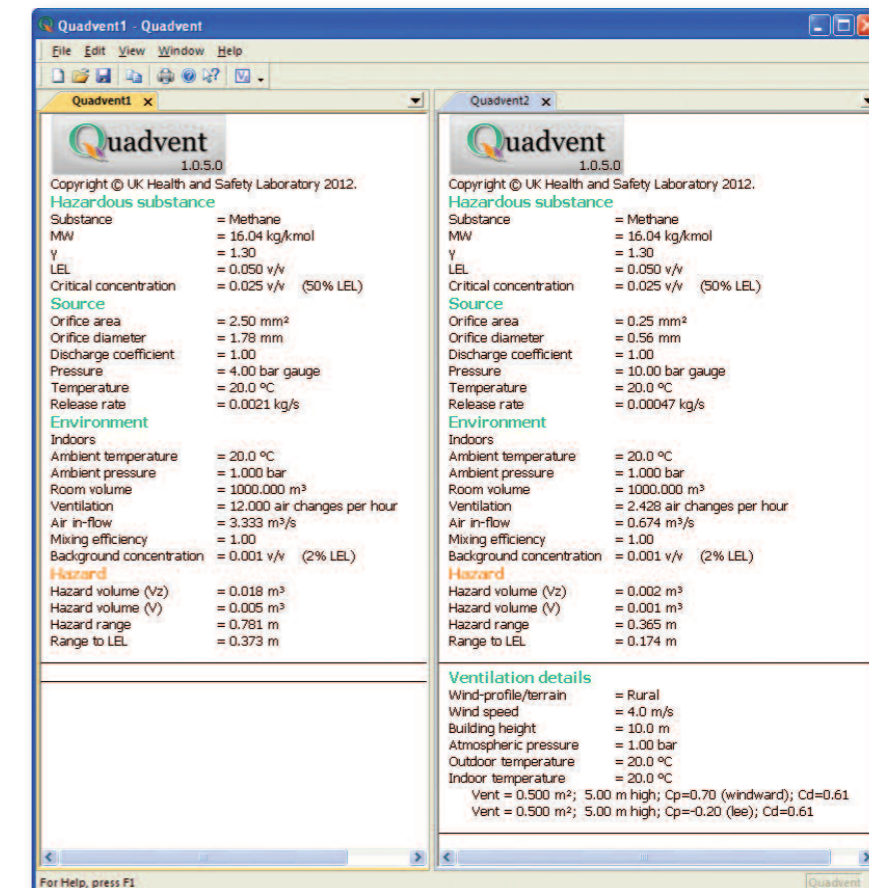 Quadvent1 - Quadvent
File Edit View Window Help
Quadvent1 x
Quadvent
1.0.5.0
Copyright © UK Health and Safety Laboratory 2012.
Hazardous substance
Substance = Methane
MW = 16.04 kg/kmol
γ = 1.30
LEL = 0.050 v/v
Critical concentration = 0.025 v/v (50% LEL)
Source
Orifice area = 2.50 mm²
Orifice diameter = 1.78 mm
Discharge coefficient = 1.00
Pressure = 4.00 bar gauge
Temperature = 20.0 ºC
Release rate = 0.0021 kg/s
Environment
Indoors
Ambient temperature = 20.0 ºC
Ambient pressure = 1.000 bar
Room volume = 1000.000 m³
Ventilation = 12.000 air changes per hour
Air in-flow = 3.333 m³/s
Mixing efficiency = 1.00
Background concentration = 0.001 v/v (2% LEL)
Hazard
Hazard volume (Vz) = 0.018 m³
Hazard volume (V) = 0.005 m³
Hazard range = 0.781 m
Range to LEL = 0.373 m
Quadvent2 x
Quadvent
1.0.5.0
Copyright © UK Health and Safety Laboratory 2012.
Hazardous substance
Substance = Methane
MW = 16.04 kg/kmol
γ = 1.30
LEL = 0.050 v/v
Critical concentration = 0.025 v/v (50% LEL)
Source
Orifice area = 0.25 mm²
Orifice diameter = 0.56 mm
Discharge coefficient = 1.00
Pressure = 10.00 bar gauge
Temperature = 20.0 ºC
Release rate = 0.00047 kg/s
Environment
Indoors
Ambient temperature = 20.0 ºC
Ambient pressure = 1.000 bar
Room volume = 1000.000 m³
Ventilation = 2.428 air changes per hour
Air in-flow = 0.674 m³/s
Mixing efficiency = 1.00
Background concentration = 0.001 v/v (2% LEL)
Hazard
Hazard volume (Vz) = 0.002 m³
Hazard volume (V) = 0.001 m³
Hazard range = 0.365 m
Range to LEL = 0.174 m
Ventilation details
Wind-profile/terrain = Rural
Wind speed = 4.0 m/s
Building height = 10.0 m
Atmospheric pressure = 1.00 bar
Outdoor temperature = 20.0 ºC
Indoor temperature = 20.0 ºC
Vent = 0.500 m²; 5.00 m high; Cp=0.70 (windward); Cd=0.61
Vent = 0.500 m²; 5.00 m high; Cp=-0.20 (lee); Cd=0.61
For Help, press F1
Quadvent